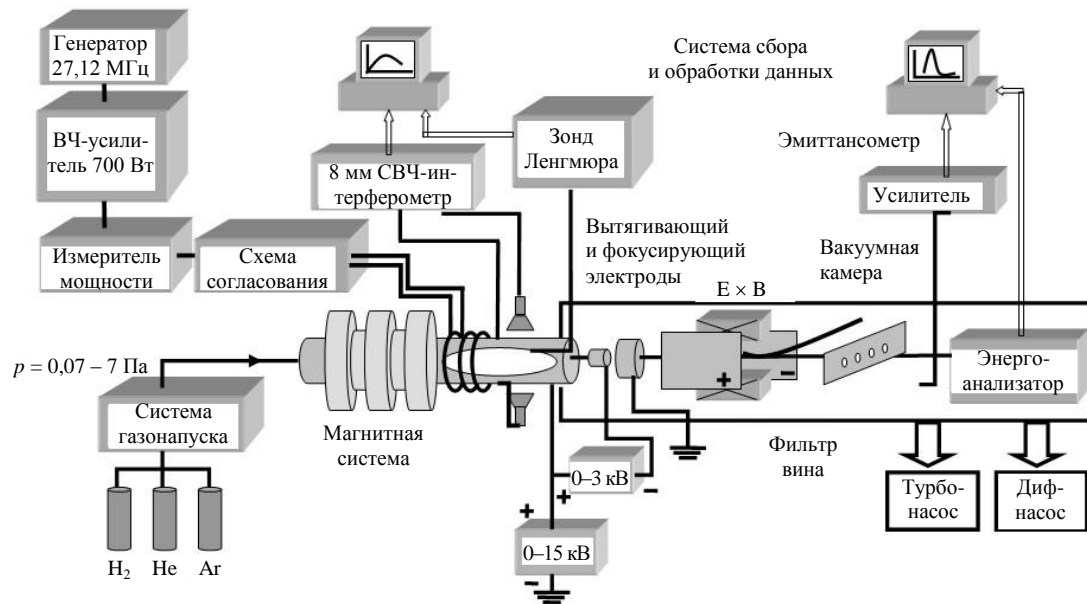 Генератор
27,12 МГц
ВЧ-усили-
тель 700 Вт
Измеритель
мощности
Схема
согласования
8 мм СВЧ-ин-
терферометр
Зонд
Ленгмюра
Система сбора
и обработки данных
Эмиттансометр
Усилитель
Вытягивающий
и фокусирующий
электроды
Вакуумная
камера
E × B
p = 0,07 – 7 Па
Система
газонапуска
H₂ He Ar
Магнитная
система
+
−
Энерго-
анализатор
Фильтр
вина
0–3 кВ
+
−
+
0–15 кВ
−
Турбо-
насос
Диф-
насос